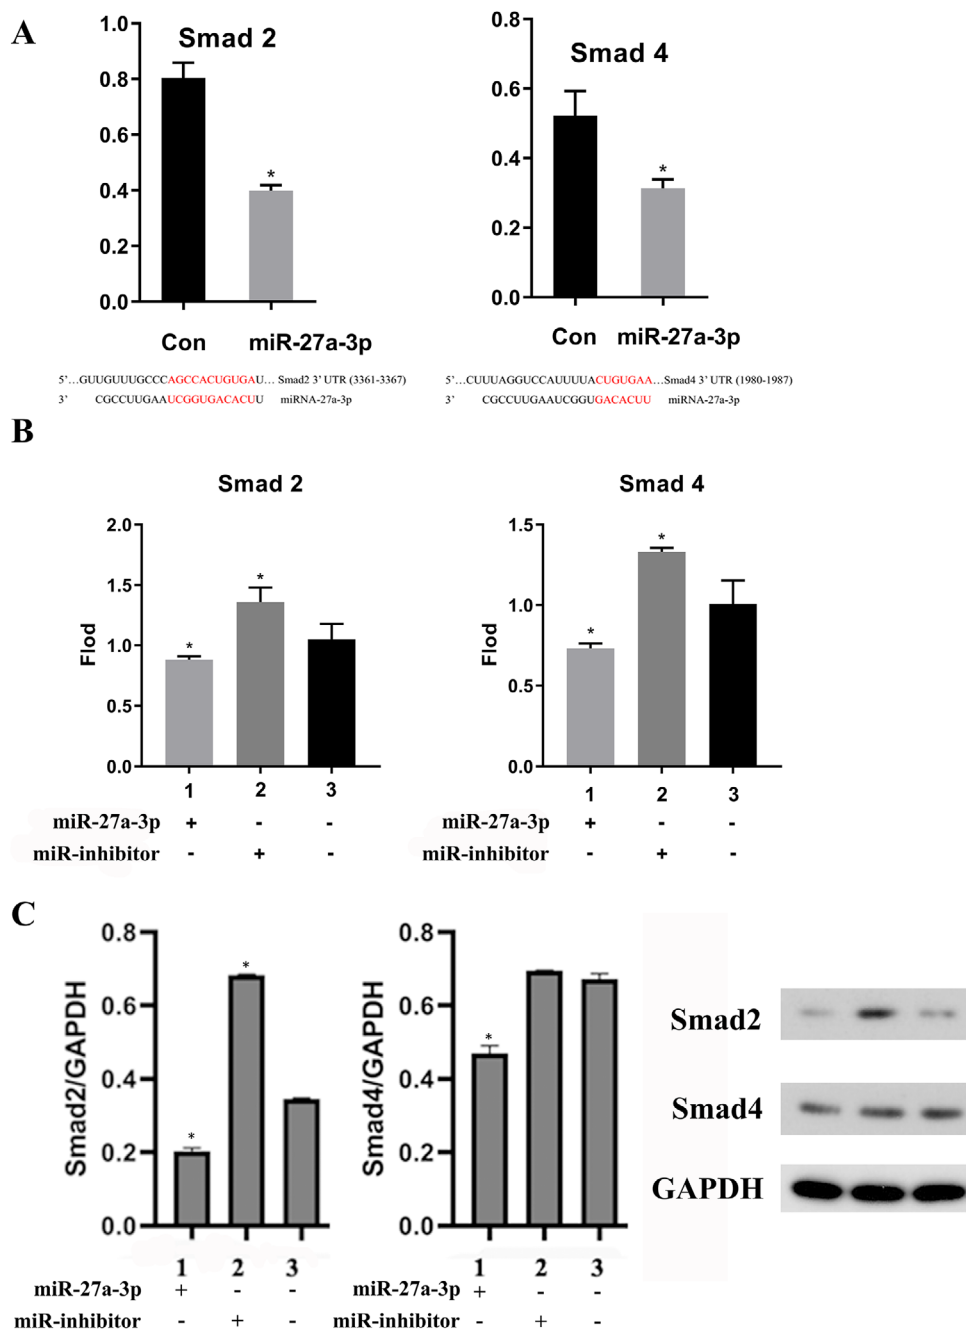 A
Smad 2
1.0
0.8
0.6
0.4
0.2
0.0
*
Con miR-27a-3p
Smad 4
0.8
0.6
0.4
0.2
0.0
*
Con miR-27a-3p
5’…GUUGUUUGCCCAGCCACUGUGAU… Smad2 3’ UTR (3361-3367)
3’ CGCCUUGAAUCGGUGACACUU miRNA-27a-3p
5’…CUUUAGGUCCAUUUUACUGUGAA…Smad4 3’ UTR (1980-1987)
3’ CGCCUUGAAUCGGUGACACUU miRNA-27a-3p
B
Smad 2
Flod
2.0
1.5
1.0
0.5
0.0
* *
1 2 3
miR-27a-3p + - -
miR-inhibitor - + -
Smad 4
Flod
1.5
1.0
0.5
0.0
* *
1 2 3
miR-27a-3p + - -
miR-inhibitor - + -
C
Smad2/GAPDH
0.8
0.6
0.4
0.2
0.0
* *
1 2 3
miR-27a-3p + - -
miR-inhibitor - + -
Smad4/GAPDH
0.8
0.6
0.4
0.2
0.0
*
1 2 3
miR-27a-3p + - -
miR-inhibitor - + -
Smad2
Smad4
GAPDH